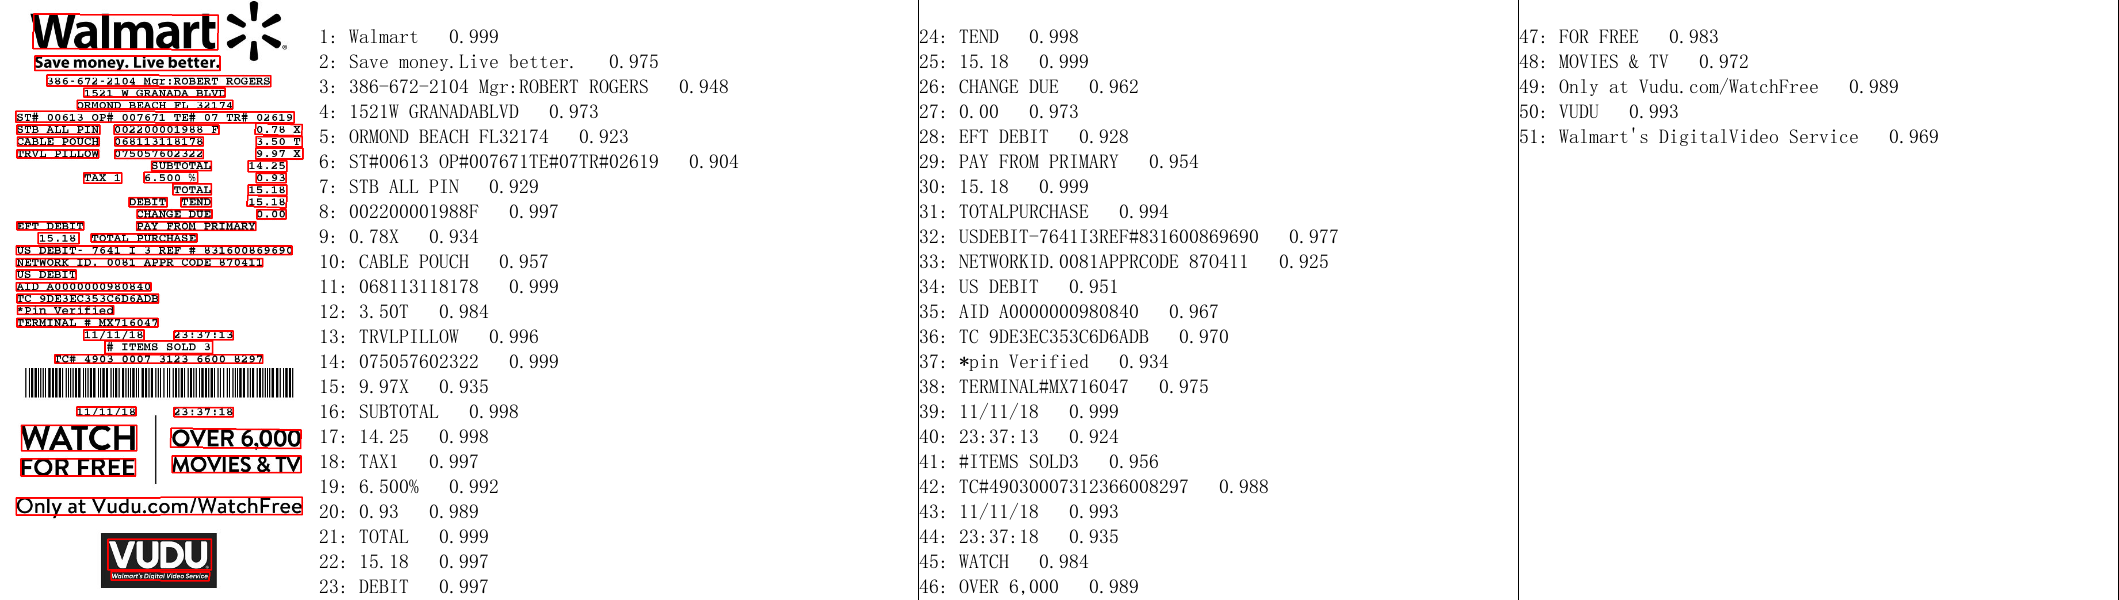 Walmart
Save money. Live better.
386-672-2104 Mgr:ROBERT ROGERS
1521 W GRANADA BLVD
ORMOND BEACH FL 32174
ST# 00613 OP# 007671 TE# 07 TR# 02619
STB ALL PIN 002200001988 F 0.78 X
CABLE POUCH 068113118178 3.50 T
TRVL PILLOW 075057602322 9.97 X
SUBTOTAL 14.25
TAX 1 6.500 % 0.93
TOTAL 15.18
DEBIT TEND 15.18
CHANGE DUE 0.00
EFT DEBIT PAY FROM PRIMARY
15.18 TOTAL PURCHASE
US DEBIT- 7641 I 3 REF # 831600869690
NETWORK ID. 0081 APPR CODE 870411
US DEBIT
AID A0000000980840
TC 9DE3EC353C6D6ADB
*Pin Verified
TERMINAL # MX716047
11/11/18 23:37:13
# ITEMS SOLD 3
TC# 4903 0007 3123 6600 8297
11/11/18 23:37:18
WATCH OVER 6,000
FOR FREE MOVIES & TV
Only at Vudu.com/WatchFree
VUDU
Walmart's Digital Video Service
1: Walmart 0.999
2: Save money.Live better. 0.975
3: 386-672-2104 Mgr:ROBERT ROGERS 0.948
4: 1521W GRANADABLVD 0.973
5: ORMOND BEACH FL32174 0.923
6: ST#00613 OP#007671TE#07TR#02619 0.904
7: STB ALL PIN 0.929
8: 002200001988F 0.997
9: 0.78X 0.934
10: CABLE POUCH 0.957
11: 068113118178 0.999
12: 3.50T 0.984
13: TRVLPILLOW 0.996
14: 075057602322 0.999
15: 9.97X 0.935
16: SUBTOTAL 0.998
17: 14.25 0.998
18: TAX1 0.997
19: 6.500% 0.992
20: 0.93 0.989
21: TOTAL 0.999
22: 15.18 0.997
23: DEBIT 0.997
24: TEND 0.998
25: 15.18 0.999
26: CHANGE DUE 0.962
27: 0.00 0.973
28: EFT DEBIT 0.928
29: PAY FROM PRIMARY 0.954
30: 15.18 0.999
31: TOTALPURCHASE 0.994
32: USDEBIT-7641I3REF#831600869690 0.977
33: NETWORKID.0081APPRCODE 870411 0.925
34: US DEBIT 0.951
35: AID A0000000980840 0.967
36: TC 9DE3EC353C6D6ADB 0.970
37: *pin Verified 0.934
38: TERMINAL#MX716047 0.975
39: 11/11/18 0.999
40: 23:37:13 0.924
41: #ITEMS SOLD3 0.956
42: TC#49030007312366008297 0.988
43: 11/11/18 0.993
44: 23:37:18 0.935
45: WATCH 0.984
46: OVER 6,000 0.989
47: FOR FREE 0.983
48: MOVIES & TV 0.972
49: Only at Vudu.com/WatchFree 0.989
50: VUDU 0.993
51: Walmart's DigitalVideo Service 0.969